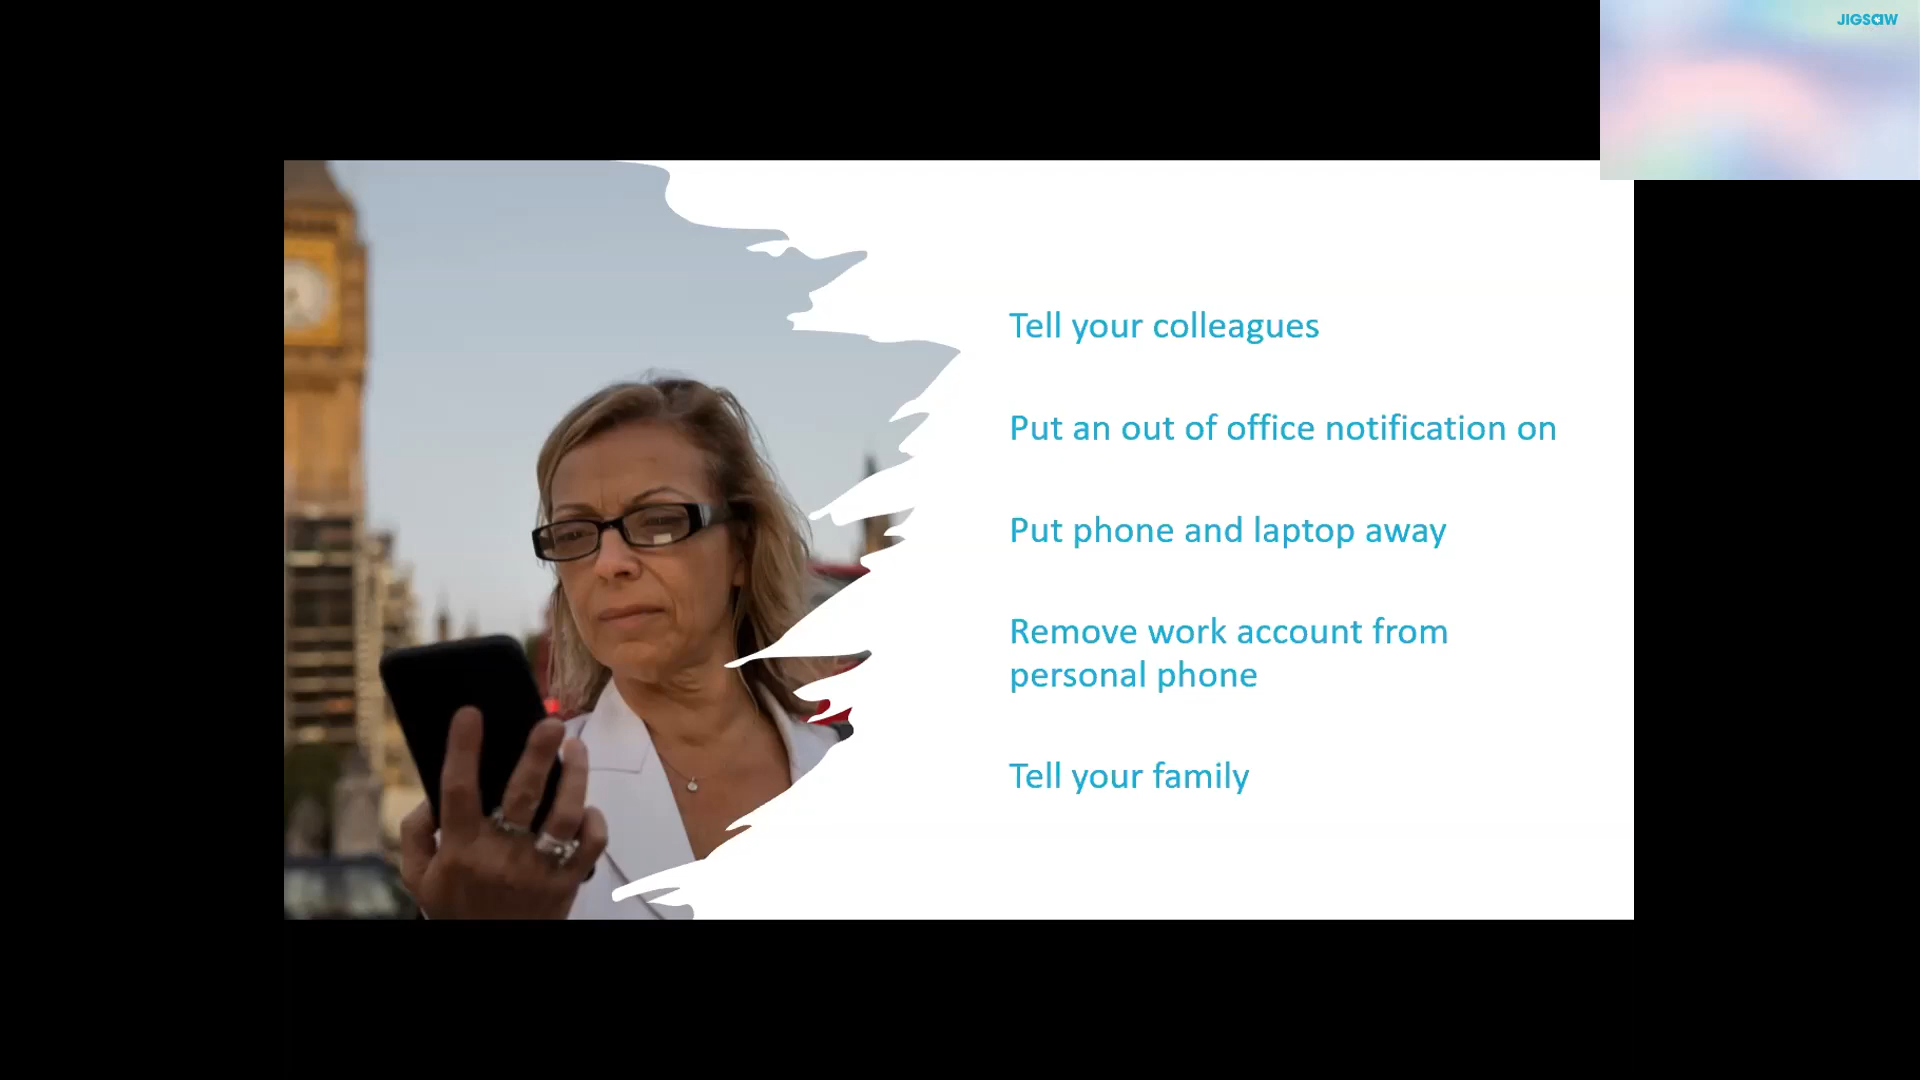 JIGSAW
Tell your colleagues
Put an out of office notification on
Put phone and laptop away
Remove work account from
personal phone
Tell your family